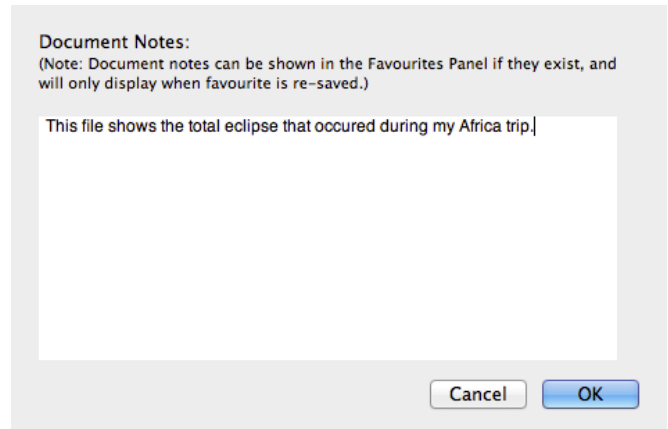 Document Notes:
(Note: Document notes can be shown in the Favourites Panel if they exist, and
will only display when favourite is re-saved.)
This file shows the total eclipse that occured during my Africa trip.
Cancel
OK